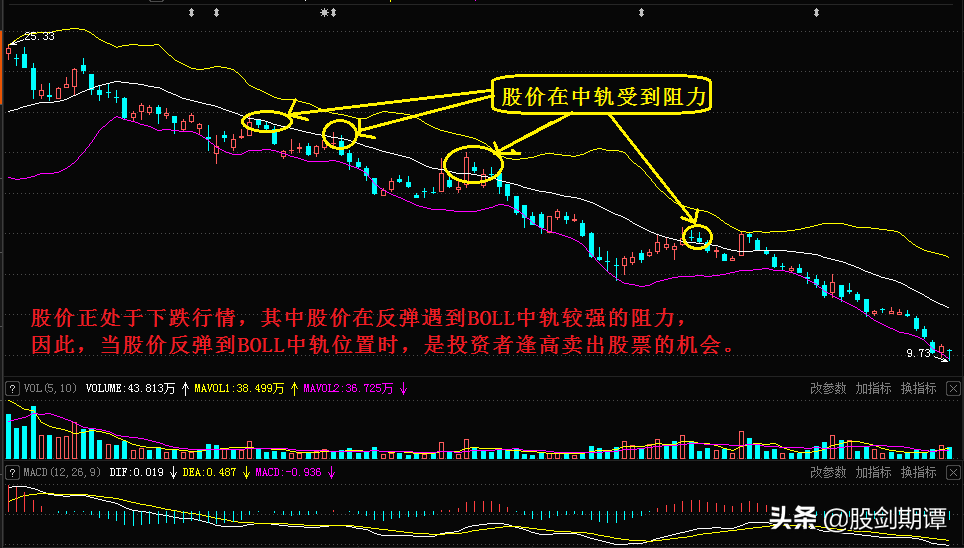 25.33
股价在中轨受到阻力
股价正处于下跌行情，其中股价在反弹遇到BOLL中轨较强的阻力，
因此，当股价反弹到BOLL中轨位置时，是投资者逢高卖出股票的机会。
9.73
? VOL(5,10) VOLUME:43.813万 ↑ MAVOL1:38.499万 ↑ MAVOL2:36.725万 ↓ 改参数 加指标 换指标
? MACD(12,26,9) DIF:0.019 ↓ DEA:0.487 ↓ MACD:-0.936 ↓ 改参数 加指标 换指标
头条 @股剑期谭